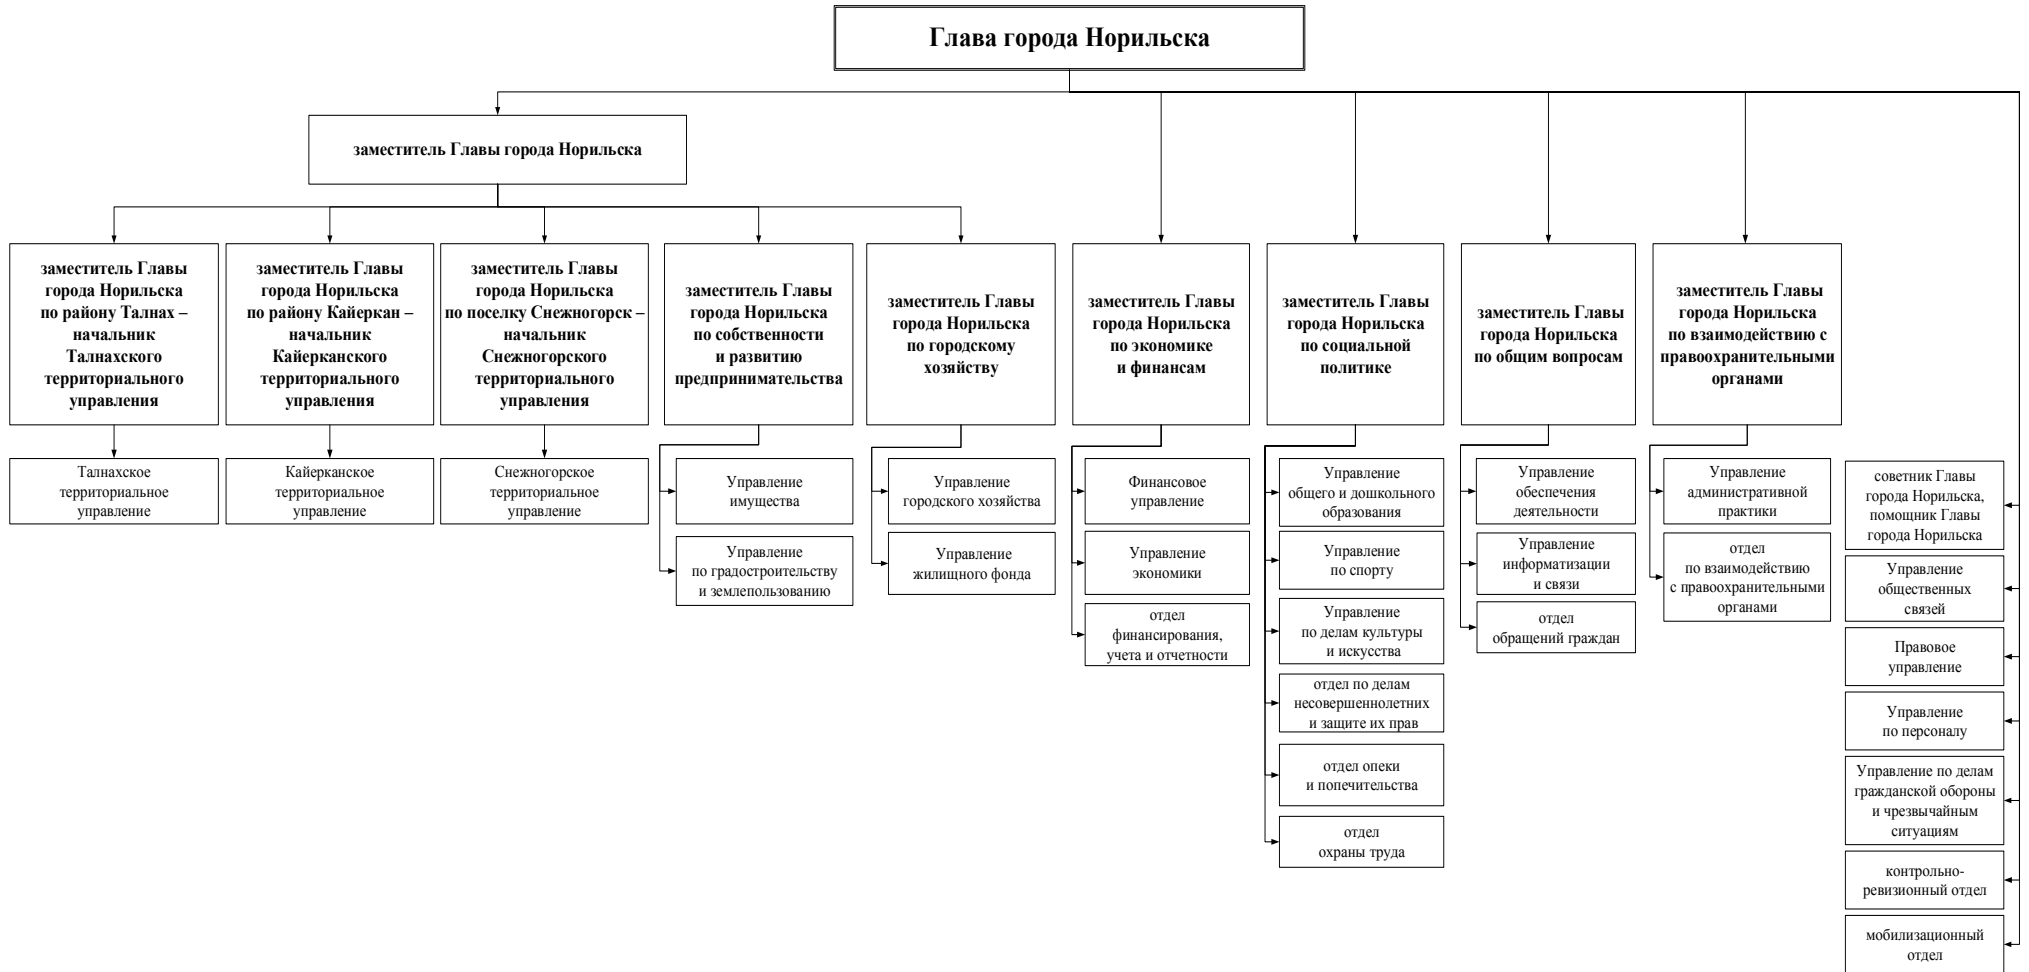 Глава города Норильска
заместитель Главы города Норильска
заместитель Главы
города Норильска
по району Талнах –
начальник
Талнахского
территориального
управления
заместитель Главы
города Норильска
по району Кайеркан –
начальник
Кайерканского
территориального
управления
заместитель Главы
города Норильска
по поселку Снежногорск –
начальник
Снежногорского
территориального
управления
заместитель Главы
города Норильска
по собственности
и развитию
предпринимательства
заместитель Главы
города Норильска
по городскому
хозяйству
заместитель Главы
города Норильска
по экономике
и финансам
заместитель Главы
города Норильска
по социальной
политике
заместитель Главы
города Норильска
по общим вопросам
заместитель Главы
города Норильска
по взаимодействию с
правоохранительными
органами
Талнахское
территориальное
управление
Кайерканское
территориальное
управление
Снежногорское
территориальное
управление
Управление
имущества
Управление
по градостроительству
и землепользованию
Управление
городского хозяйства
Управление
жилищного фонда
Финансовое
управление
Управление
экономики
отдел
финансирования,
учета и отчетности
Управление
общего и дошкольного
образования
Управление
по спорту
Управление
по делам культуры
и искусства
отдел по делам
несовершеннолетних
и защите их прав
отдел опеки
и попечительства
отдел
охраны труда
Управление
обеспечения
деятельности
Управление
информатизации
и связи
отдел
обращений граждан
Управление
административной
практики
отдел
по взаимодействию
с правоохранительными
органами
советник Главы
города Норильска,
помощник Главы
города Норильска
Управление
общественных
связей
Правовое
управление
Управление
по персоналу
Управление по делам
гражданской обороны
и чрезвычайным
ситуациям
контрольно-
ревизионный отдел
мобилизационный
отдел